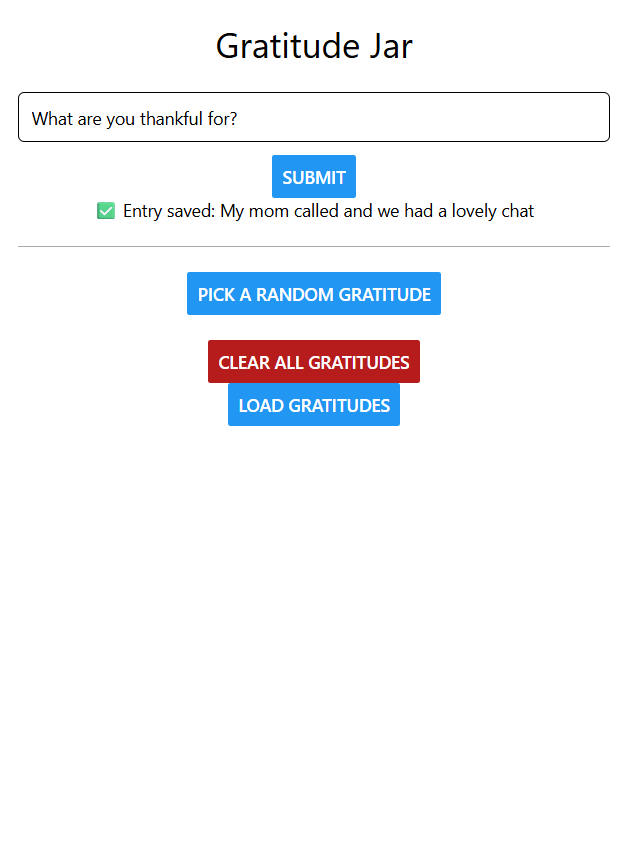 Gratitude Jar
What are you thankful for?
SUBMIT
✅ Entry saved: My mom called and we had a lovely chat
PICK A RANDOM GRATITUDE
CLEAR ALL GRATITUDES
LOAD GRATITUDES